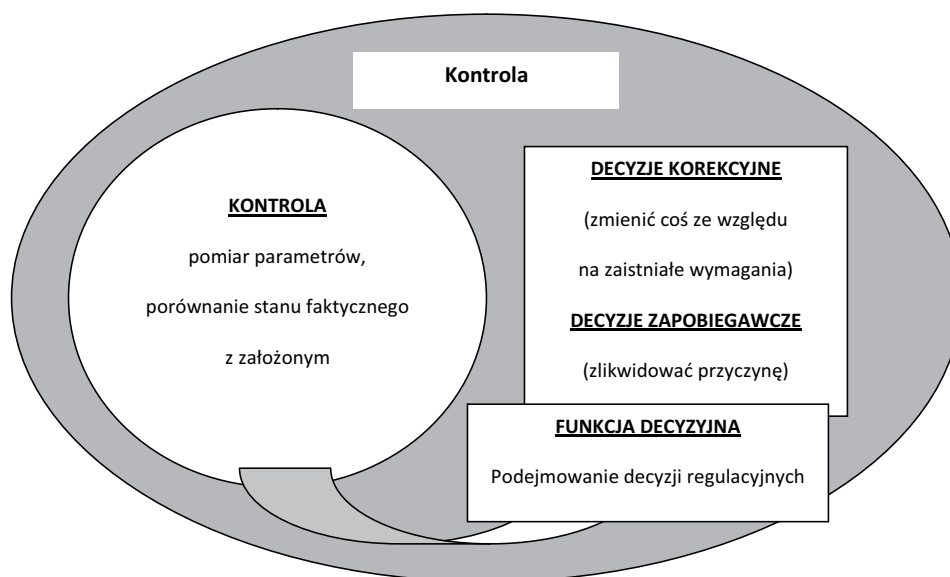 Kontrola
KONTROLA
pomiar parametrów,
porównanie stanu faktycznego
z założonym
DECYZJE KOREKCYJNE
(zmienić coś ze względu
na zaistniałe wymagania)
DECYZJE ZAPOBIEGAWCZE
(zlikwidować przyczynę)
FUNKCJA DECYZYJNA
Podejmowanie decyzji regulacyjnych